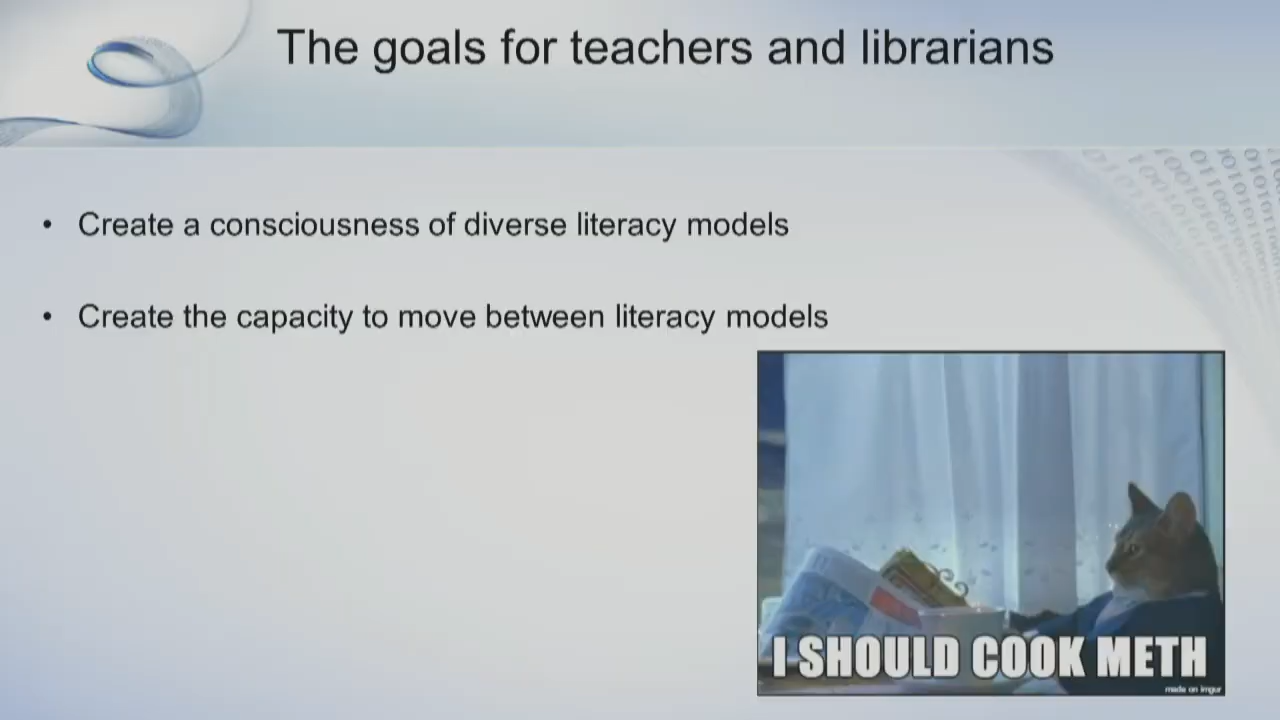 The goals for teachers and librarians
• Create a consciousness of diverse literacy models
• Create the capacity to move between literacy models
I SHOULD COOK METH
made on imgur